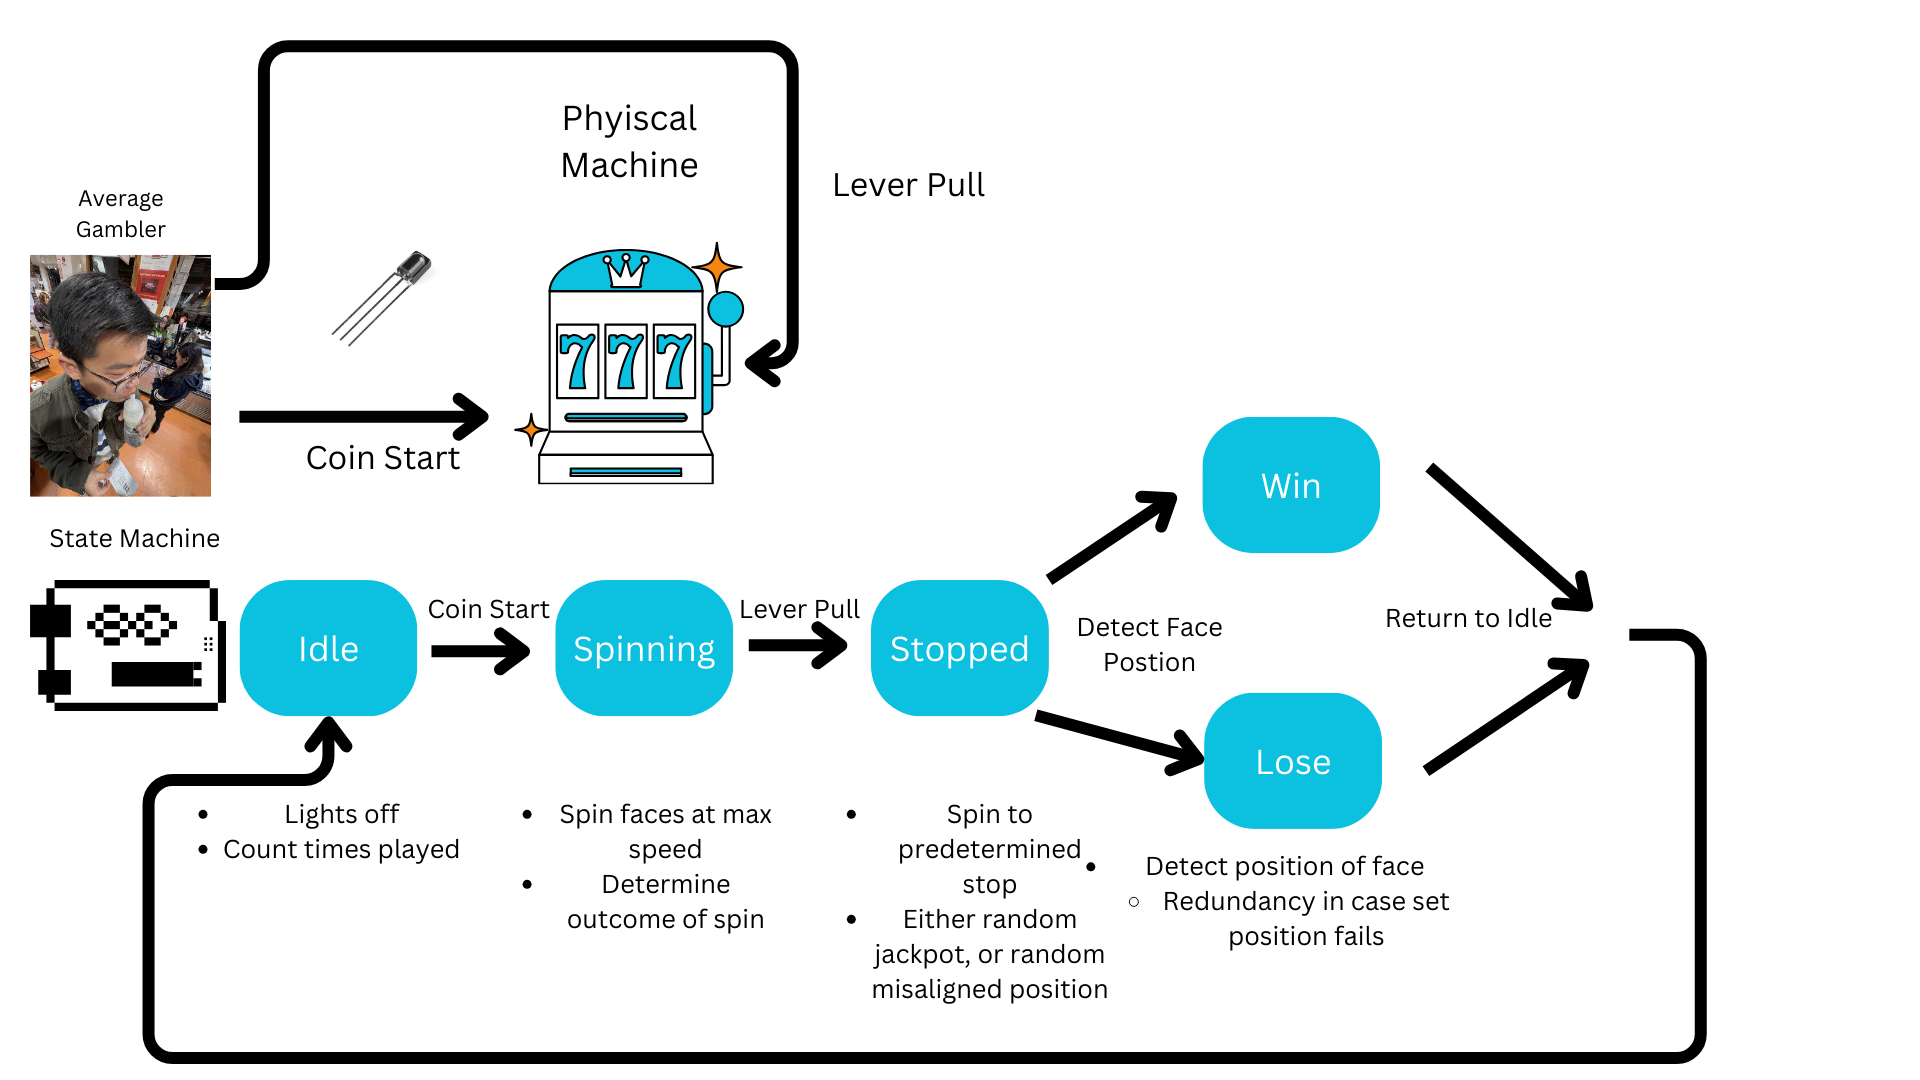 Phyiscal
Machine
Lever Pull
Average
Gambler
777
Coin Start
State Machine
Win
Idle
Coin Start
Spinning
Lever Pull
Stopped
Detect Face
Postion
Return to Idle
Lose
• Lights off
• Count times played
• Spin faces at max
speed
• Determine
outcome of spin
• Spin to
predetermined
stop
• Either random
jackpot, or random
misaligned position
• Detect position of face
○ Redundancy in case set
position fails